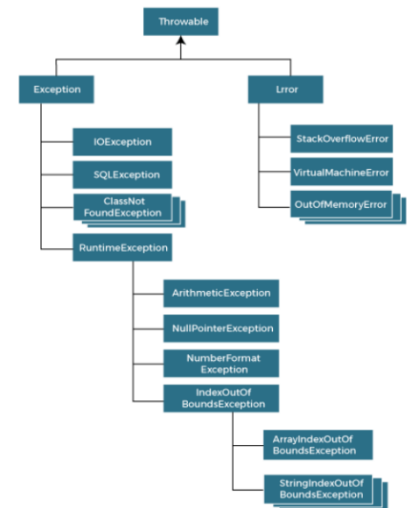 Throwable
Exception
Lrror
IOException
SQLException
ClassNot
FoundException
RuntimeException
StackOverflowError
VirtualMachineError
OutOfMemoryError
ArithmeticException
NullPointerException
NumberFormat
Exception
IndexOutOf
BoundsException
ArrayIndexOutOf
BoundsException
StringIndexOutOf
BoundsException